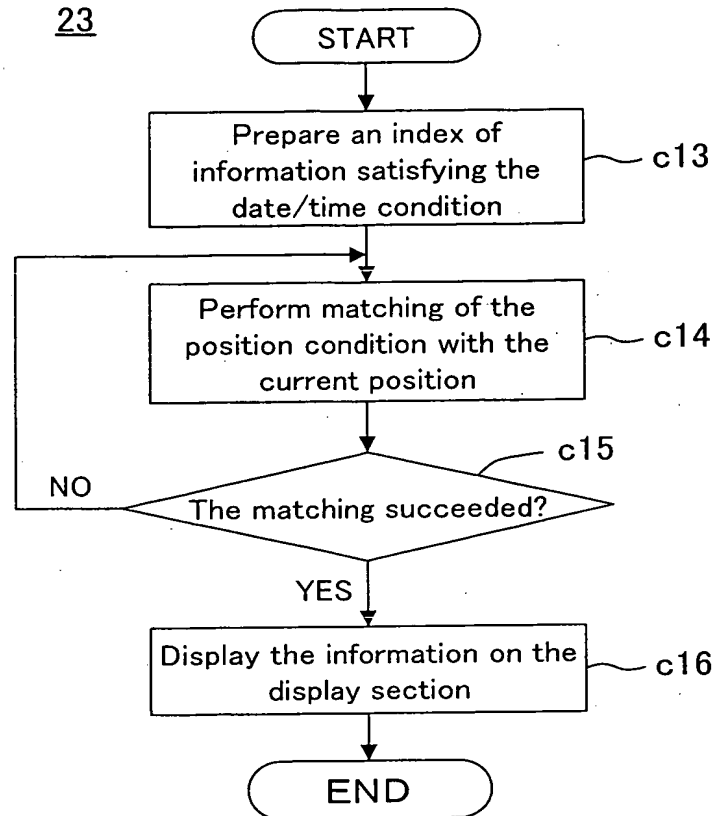 23
START
Prepare an index of
information satisfying the
date/time condition
c13
Perform matching of the
position condition with the
current position
c14
c15
NO
The matching succeeded?
YES
Display the information on the
display section
c16
END